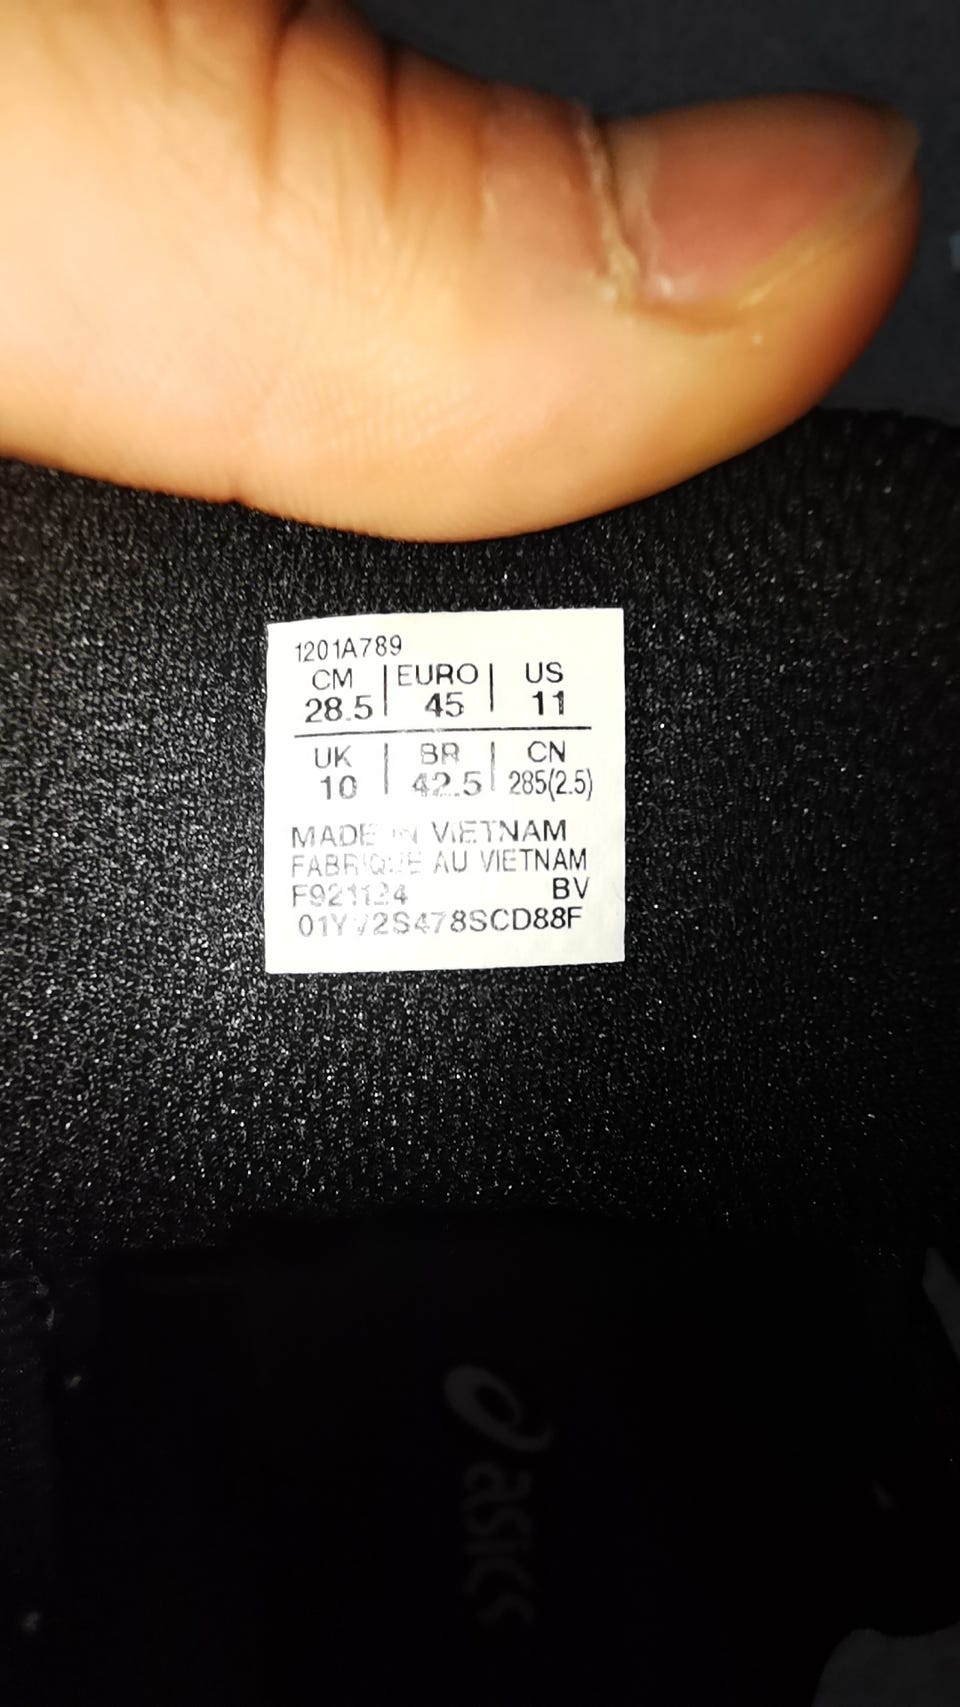 1201A789
CM | EURO | US
28.5 | 45 | 11
UK | BR | CN
10 | 42.5 | 285(2.5)
MADE IN VIETNAM
FABRIQUE AU VIETNAM
F921124 BV
asics